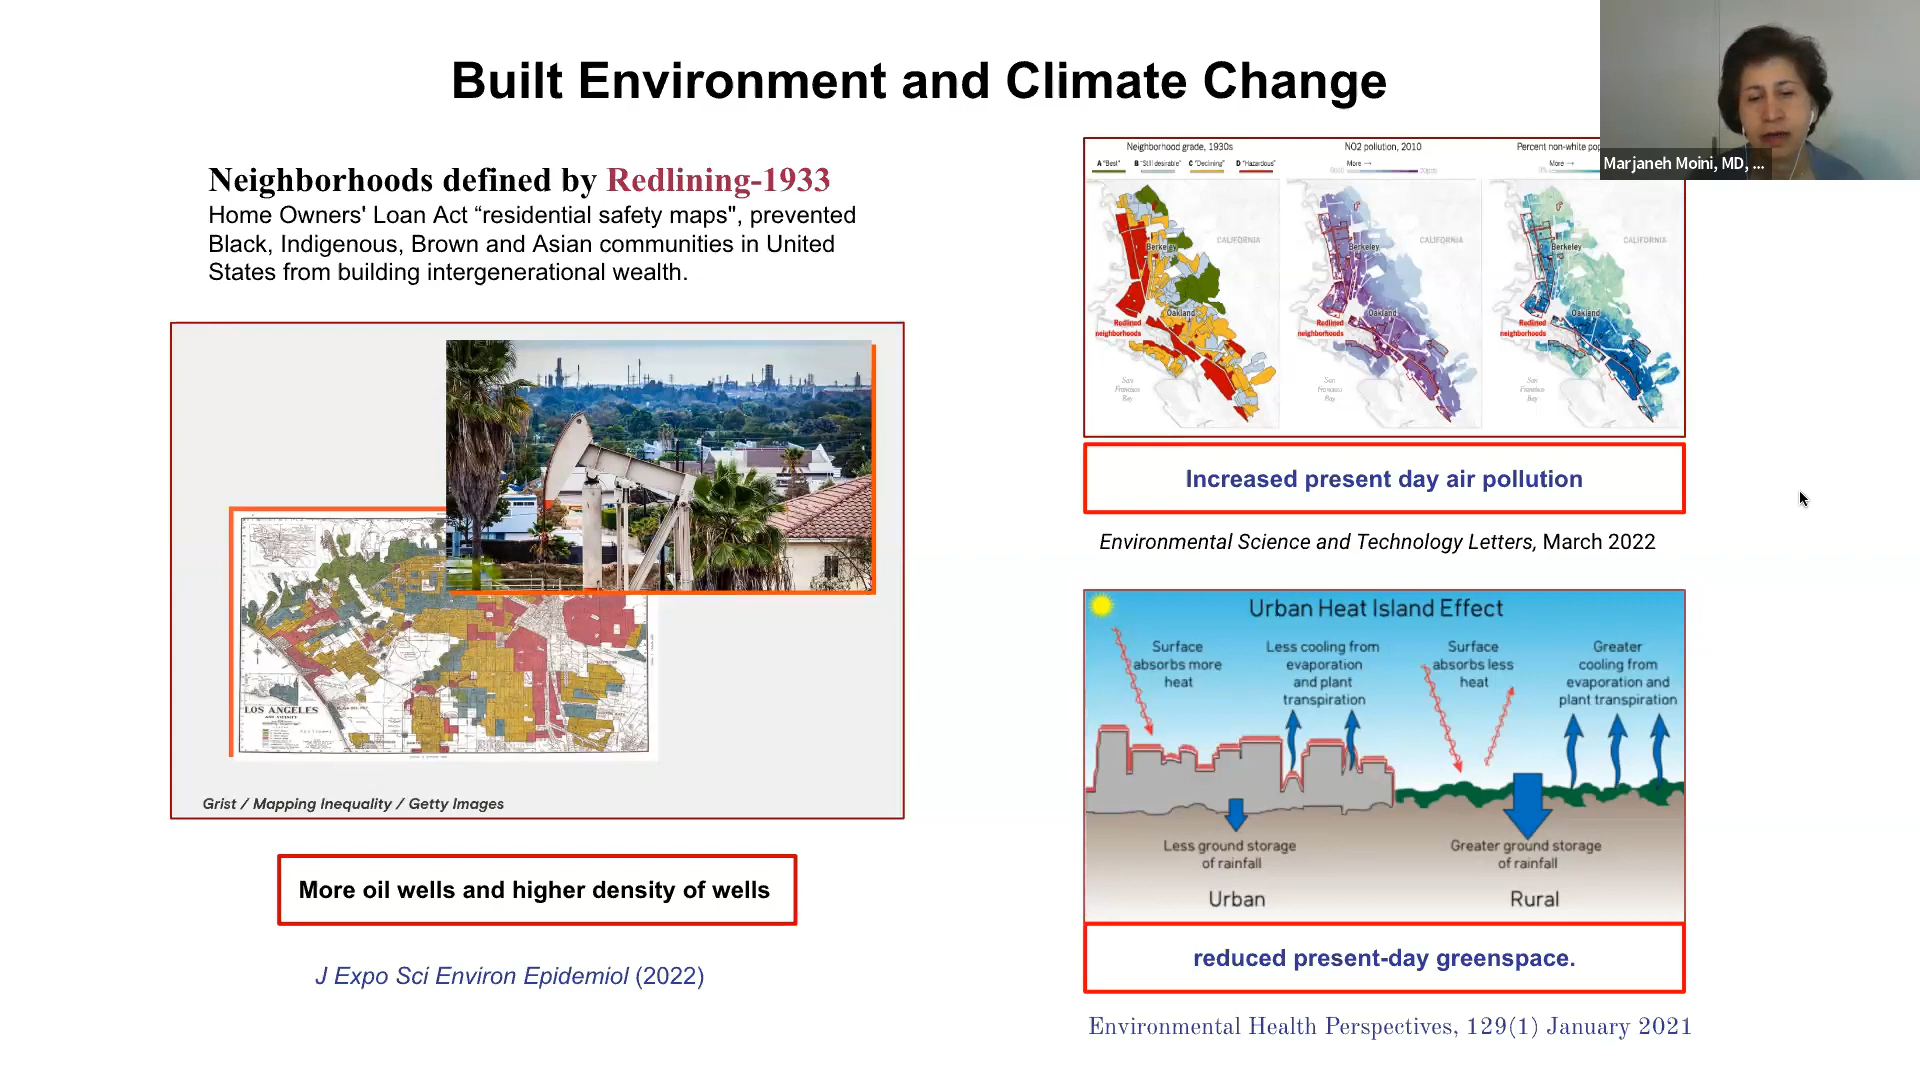 Built Environment and Climate Change
Marjaneh Moini, MD, ...
Neighborhoods defined by Redlining-1933
Home Owners' Loan Act “residential safety maps", prevented
Black, Indigenous, Brown and Asian communities in United
States from building intergenerational wealth.
LOS ANGELES
Grist / Mapping Inequality / Getty Images
More oil wells and higher density of wells
J Expo Sci Environ Epidemiol (2022)
Neighborhood grade, 1930s
A "Best" B "Still desirable" C "Declining" D "Hazardous"
CALIFORNIA
Berkeley
Oakland
Redlined
neighborhoods
San
Francisco
Bay
NO2 pollution, 2010
More →
CALIFORNIA
Berkeley
Oakland
Redlined
neighborhoods
San
Francisco
Bay
Percent non-white
More →
CALIFORNIA
Berkeley
Oakland
Redlined
neighborhoods
San
Francisco
Bay
Increased present day air pollution
Environmental Science and Technology Letters, March 2022
Urban Heat Island Effect
Surface
absorbs more
heat
Less cooling from
evaporation
and plant
transpiration
Surface
absorbs less
heat
Greater
cooling from
evaporation and
plant transpiration
Less ground storage
of rainfall
Greater ground storage
of rainfall
Urban
Rural
reduced present-day greenspace.
Environmental Health Perspectives, 129(1) January 2021